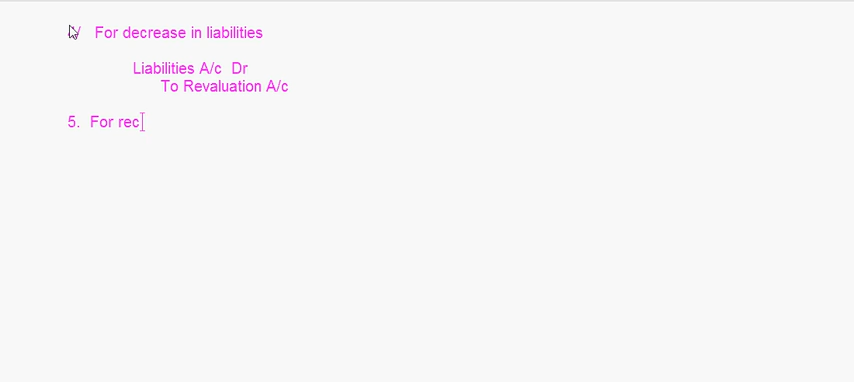 For decrease in liabilities
Liabilities A/c Dr
To Revaluation A/c
5. For rec